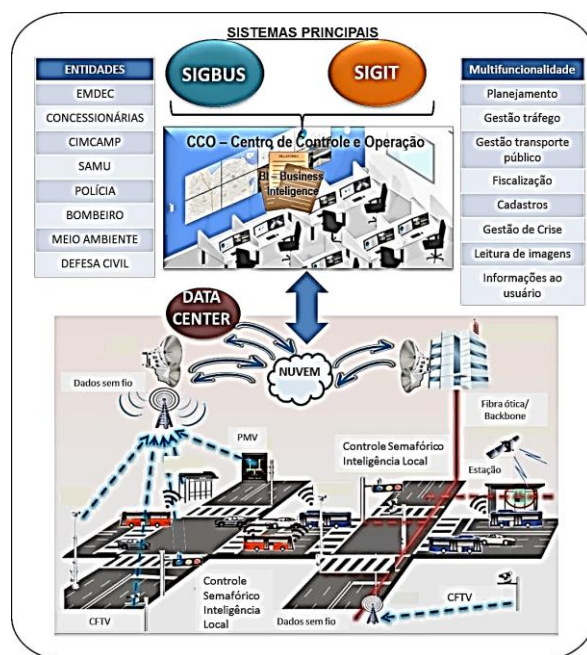 SISTEMAS PRINCIPAIS
ENTIDADES
EMDEC
CONCESSIONÁRIAS
CIMCAMP
SAMU
POLÍCIA
BOMBEIRO
MEIO AMBIENTE
DEFESA CIVIL
SIGBUS
SIGIT
CCO – Centro de Controle e Operação
RELATÓRIO
BI - Business
Inteligence
Multifuncionalidade
Planejamento
Gestão tráfego
Gestão transporte
público
Fiscalização
Cadastros
Gestão de Crise
Leitura de imagens
Informações ao
usuário
DATA
CENTER
NUVEM
Dados sem fio
PMV
Fibra ótica/
Backbone
Controle Semafórico
Inteligência Local
Estação
Controle
Semafórico
Inteligência
Local
CFTV
Dados sem fio
CFTV